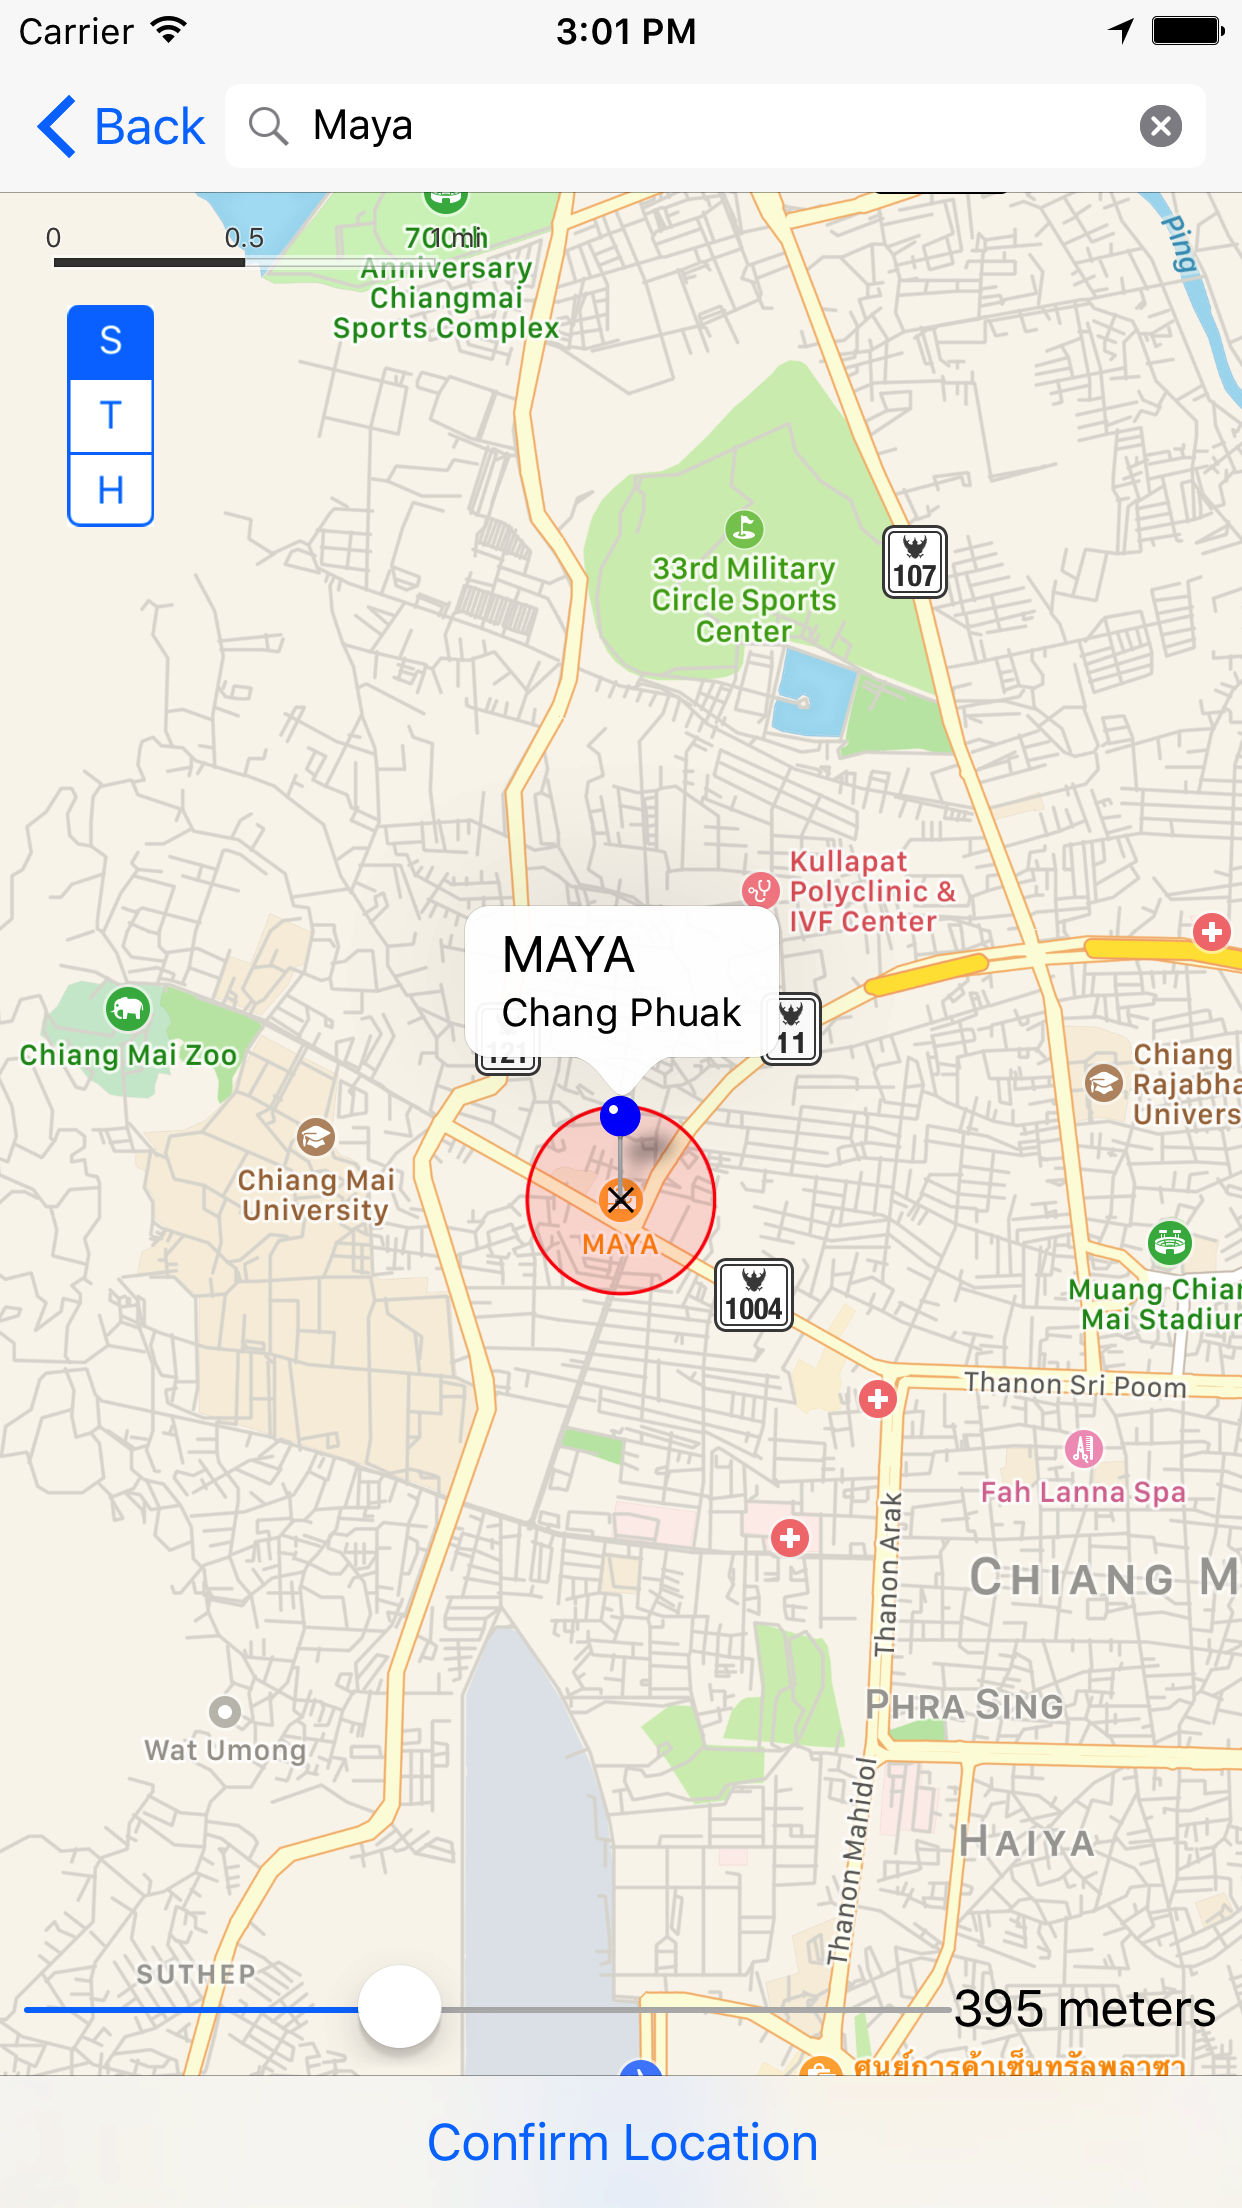 Carrier
3:01 PM
Back
Maya
0
0.5
1 mi
700th
Anniversary
Chiangmai
Sports Complex
Ping
S
T
H
33rd Military
Circle Sports
Center
107
Kullapat
Polyclinic &
IVF Center
MAYA
Chang Phuak
121
11
Chiang Mai Zoo
Chiang
Rajabha
Univers
Chiang Mai
University
MAYA
1004
Muang Chian
Mai Stadiur
Thanon Sri Poom
Fah Lanna Spa
Thanon Arak
CHIANG M
PHRA SING
Wat Umong
Thanon Mahidol
HAIYA
SUTHEP
395 meters
ศูนย์การค้าเซ็นทรัลพลาซา
Confirm Location